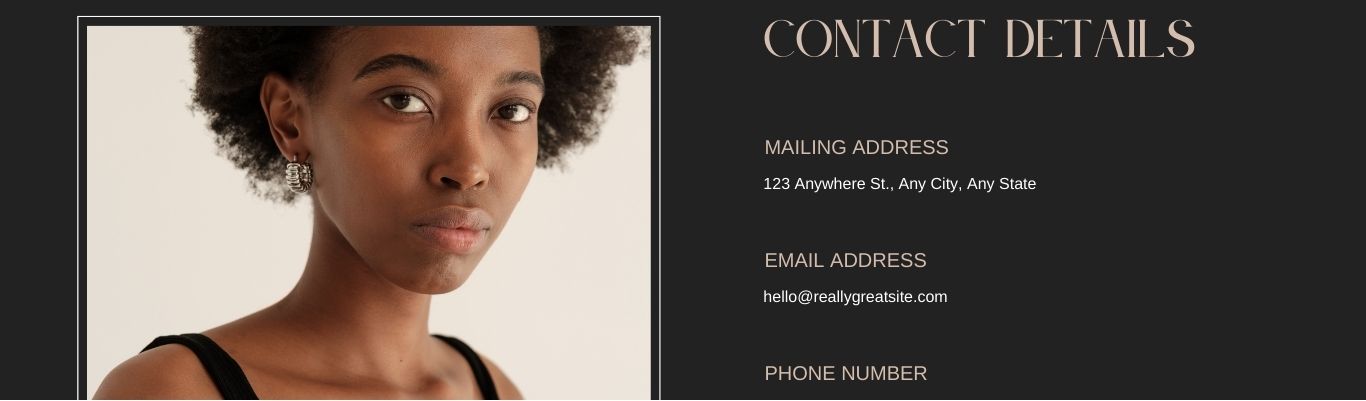 CONTACT DETAILS
MAILING ADDRESS
123 Anywhere St., Any City, Any State
EMAIL ADDRESS
hello@reallygreatsite.com
PHONE NUMBER